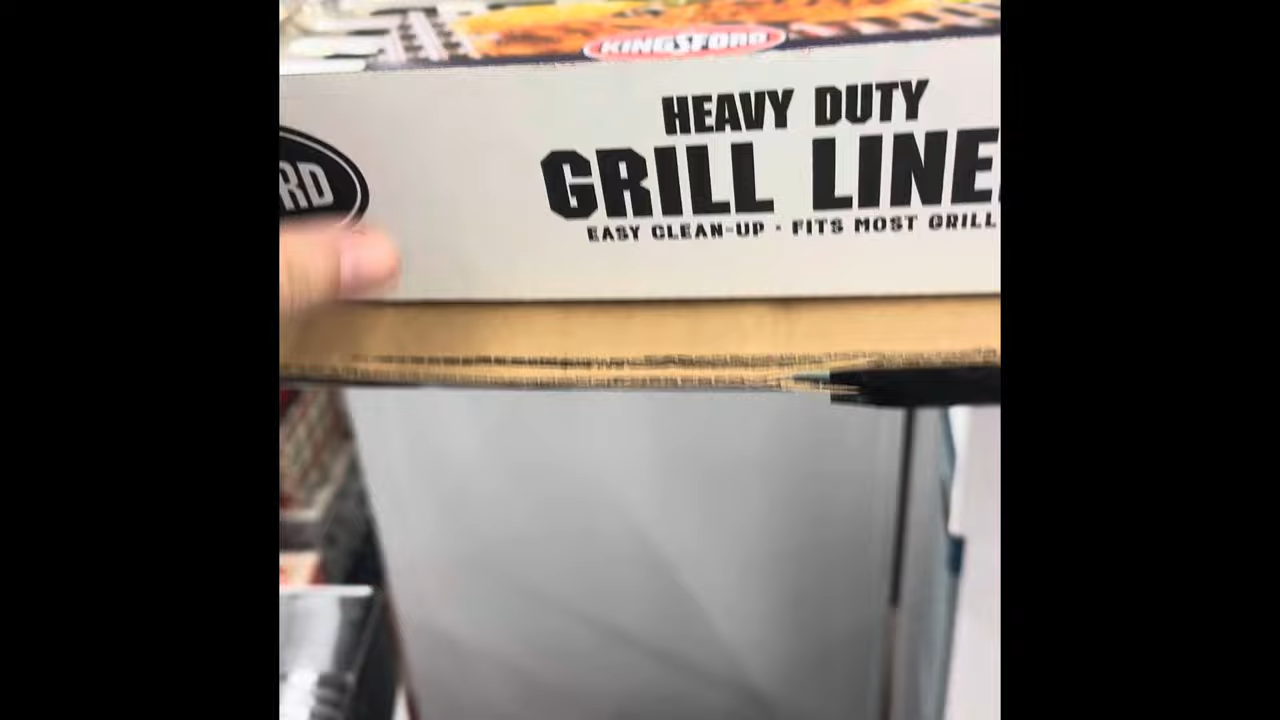 KINGSFORD
HEAVY DUTY
GRILL LINE
RD
EASY CLEAN-UP · FITS MOST GRILL